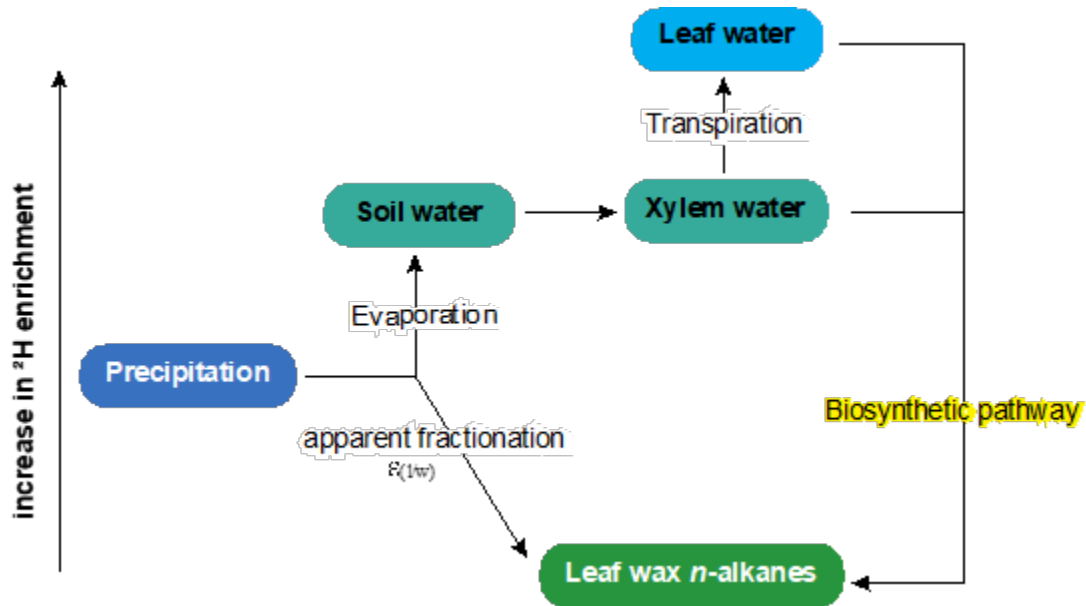 Leaf water
Transpiration
Soil water
Xylem water
increase in ²H enrichment
Evaporation
Precipitation
Biosynthetic pathway
apparent fractionation
ε(1/w)
Leaf wax n-alkanes